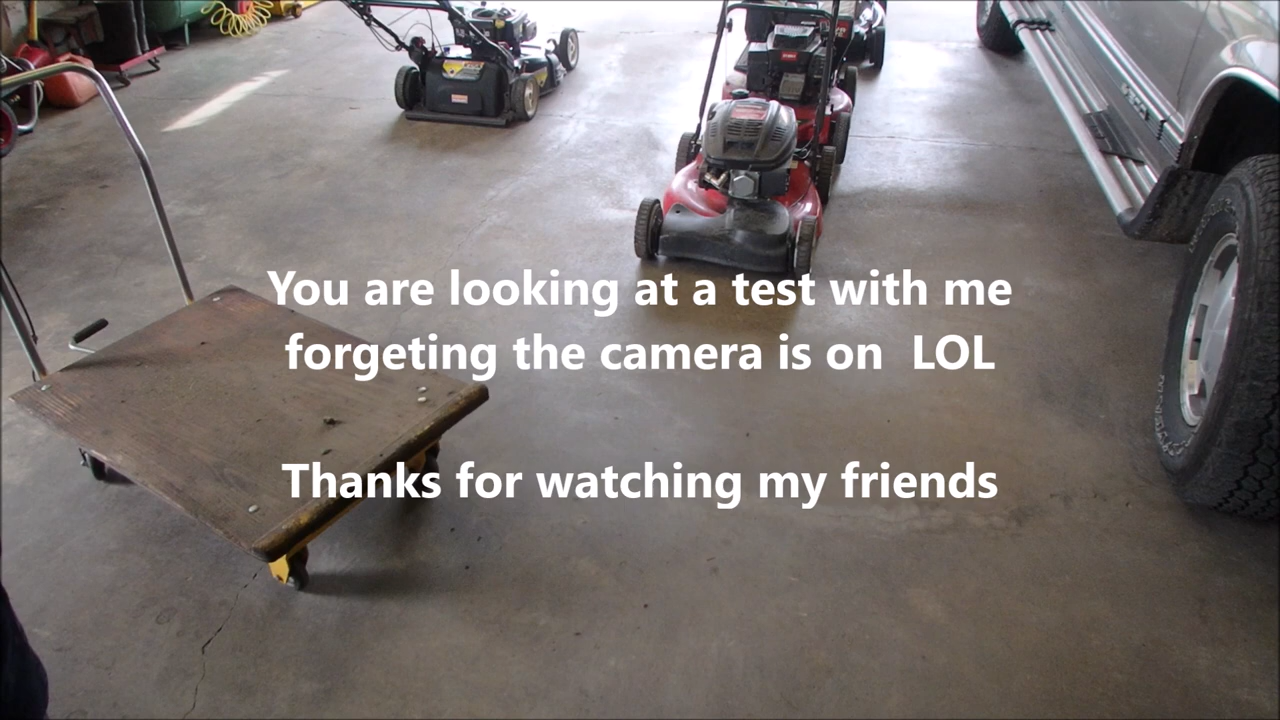 You are looking at a test with me
forgeting the camera is on  LOL
Thanks for watching my friends